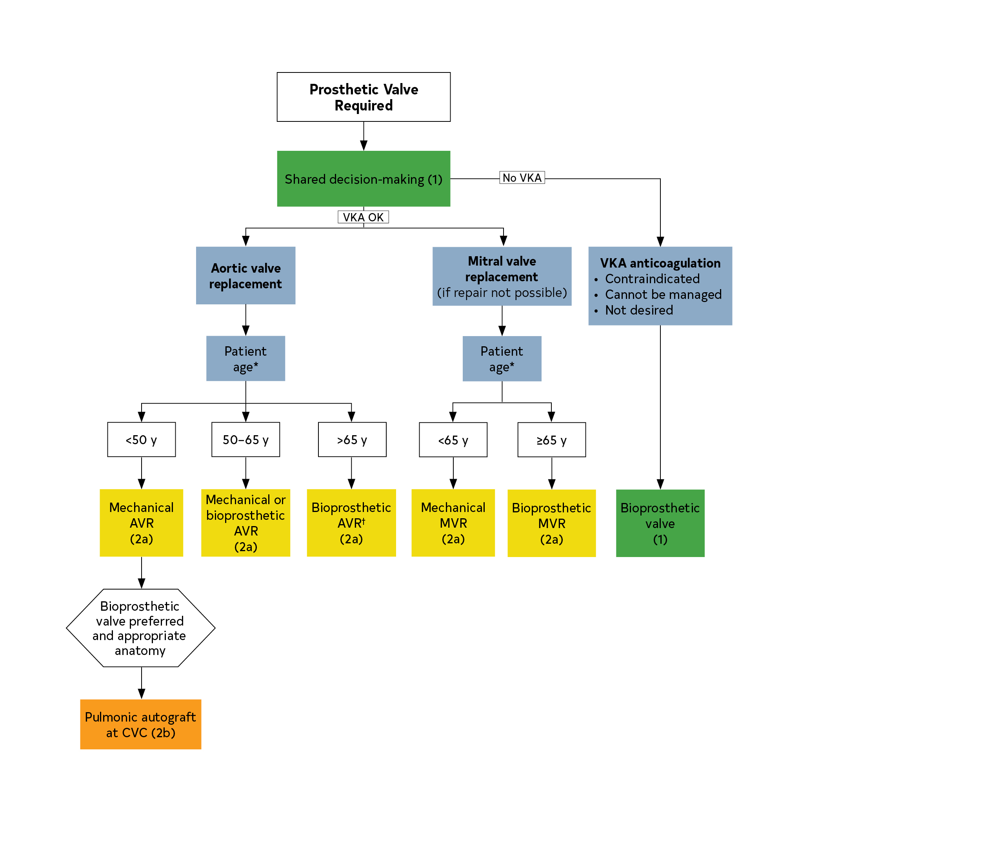 Prosthetic Valve
Required
Shared decision-making (1)
No VKA
VKA OK
Aortic valve
replacement
Mitral valve
replacement
(if repair not possible)
VKA anticoagulation
• Contraindicated
• Cannot be managed
• Not desired
Patient
age*
Patient
age*
<50 y
50–65 y
>65 y
<65 y
≥65 y
Mechanical
AVR
(2a)
Mechanical or
bioprosthetic
AVR
(2a)
Bioprosthetic
AVR†
(2a)
Mechanical
MVR
(2a)
Bioprosthetic
MVR
(2a)
Bioprosthetic
valve
(1)
Bioprosthetic
valve preferred
and appropriate
anatomy
Pulmonic autograft
at CVC (2b)